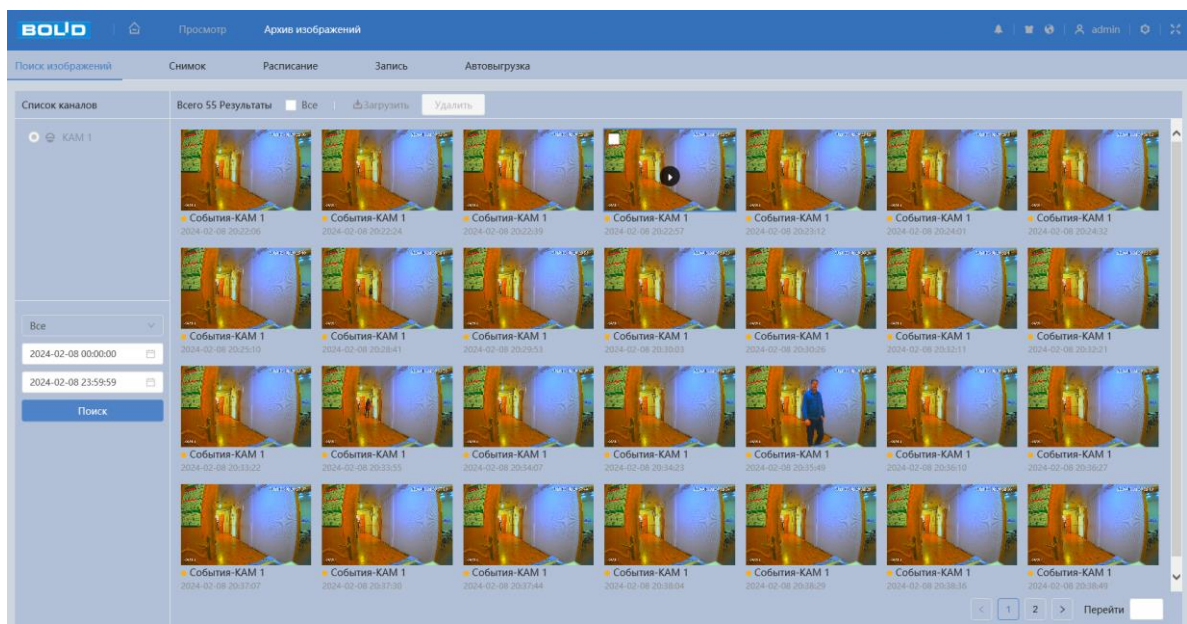 BOLID Просмотр Архив изображений admin
Поиск изображений Снимок Расписание Запись Автовыгрузка
Список каналов Всего 55 Результаты Все Загрузить Удалить
КАМ 1
События-КАМ 1 События-КАМ 1 События-КАМ 1 События-КАМ 1 События-КАМ 1 События-КАМ 1 События-КАМ 1
2024-02-08 20:22:06 2024-02-08 20:22:24 2024-02-08 20:22:39 2024-02-08 20:22:57 2024-02-08 20:23:12 2024-02-08 20:24:01 2024-02-08 20:24:32
Все
События-КАМ 1 События-КАМ 1 События-КАМ 1 События-КАМ 1 События-КАМ 1 События-КАМ 1 События-КАМ 1
2024-02-08 00:00:00 2024-02-08 20:28:41 2024-02-08 20:29:53 2024-02-08 20:30:03 2024-02-08 20:30:26 2024-02-08 20:32:11 2024-02-08 20:32:21
2024-02-08 23:59:59
Поиск
События-КАМ 1 События-КАМ 1 События-КАМ 1 События-КАМ 1 События-КАМ 1 События-КАМ 1 События-КАМ 1
2024-02-08 20:33:22 2024-02-08 20:33:55 2024-02-08 20:34:07 2024-02-08 20:34:23 2024-02-08 20:35:49 2024-02-08 20:36:10 2024-02-08 20:36:27
События-КАМ 1 События-КАМ 1 События-КАМ 1 События-КАМ 1 События-КАМ 1 События-КАМ 1 События-КАМ 1
2024-02-08 20:37:07 2024-02-08 20:37:30 2024-02-08 20:37:44 2024-02-08 20:38:04 2024-02-08 20:38:29 2024-02-08 20:38:36 2024-02-08 20:38:49
1 2 Перейти